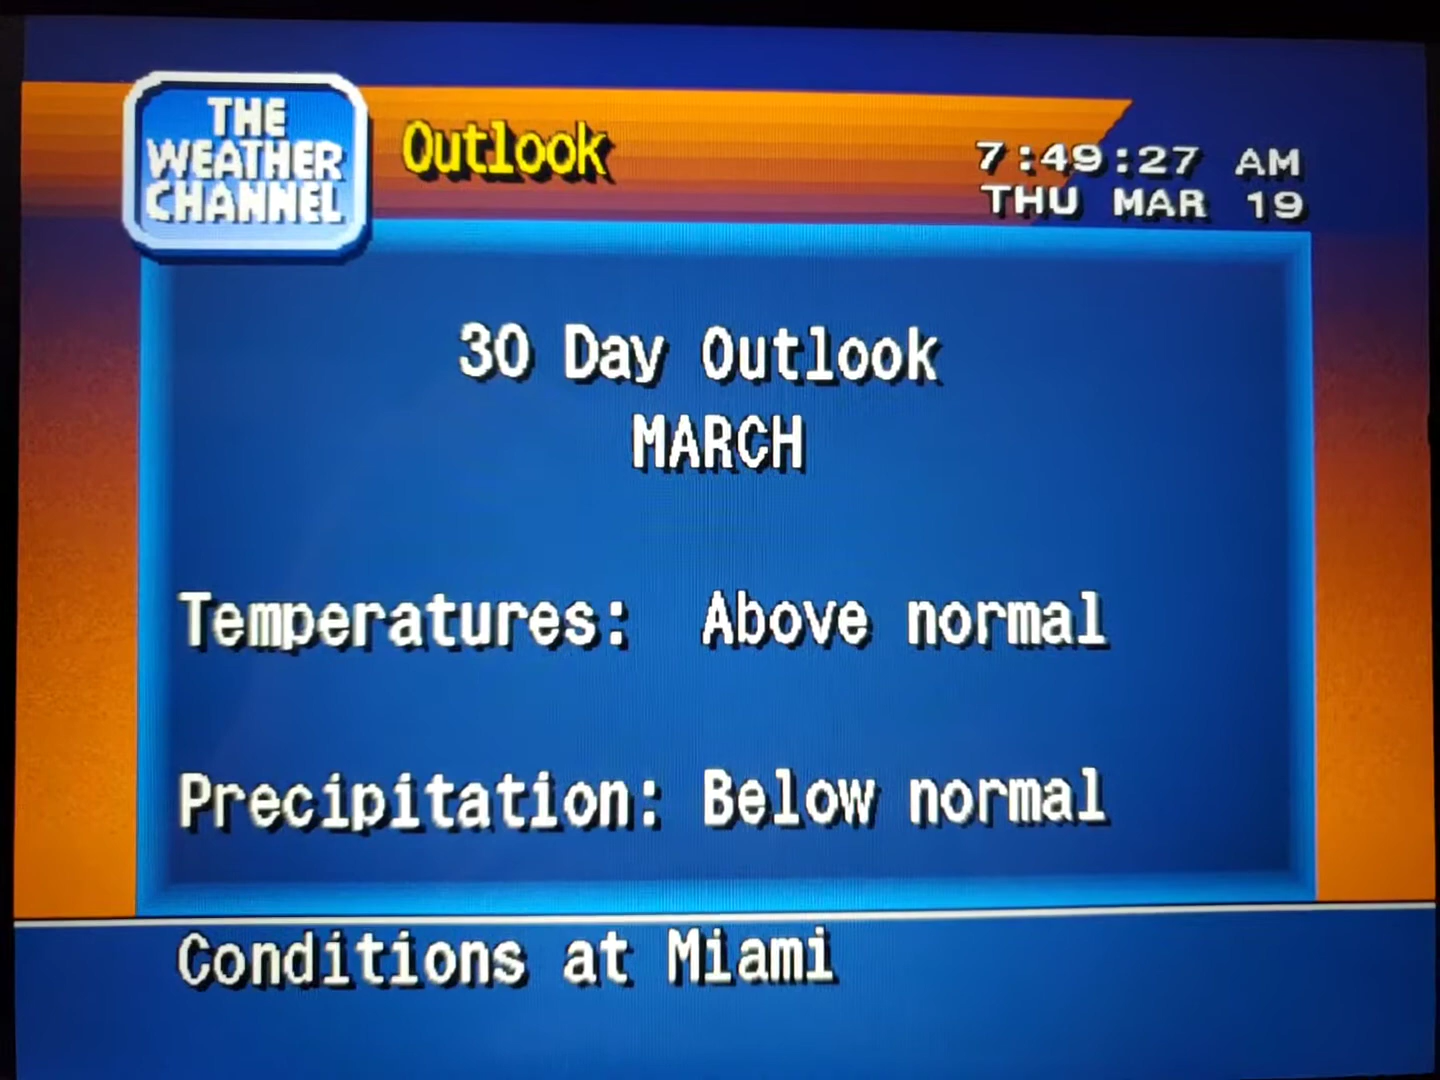 THE
WEATHER
CHANNEL
Outlook
7:49:27 AM
THU MAR 19
30 Day Outlook
MARCH
Temperatures: Above normal
Precipitation: Below normal
Conditions at Miami